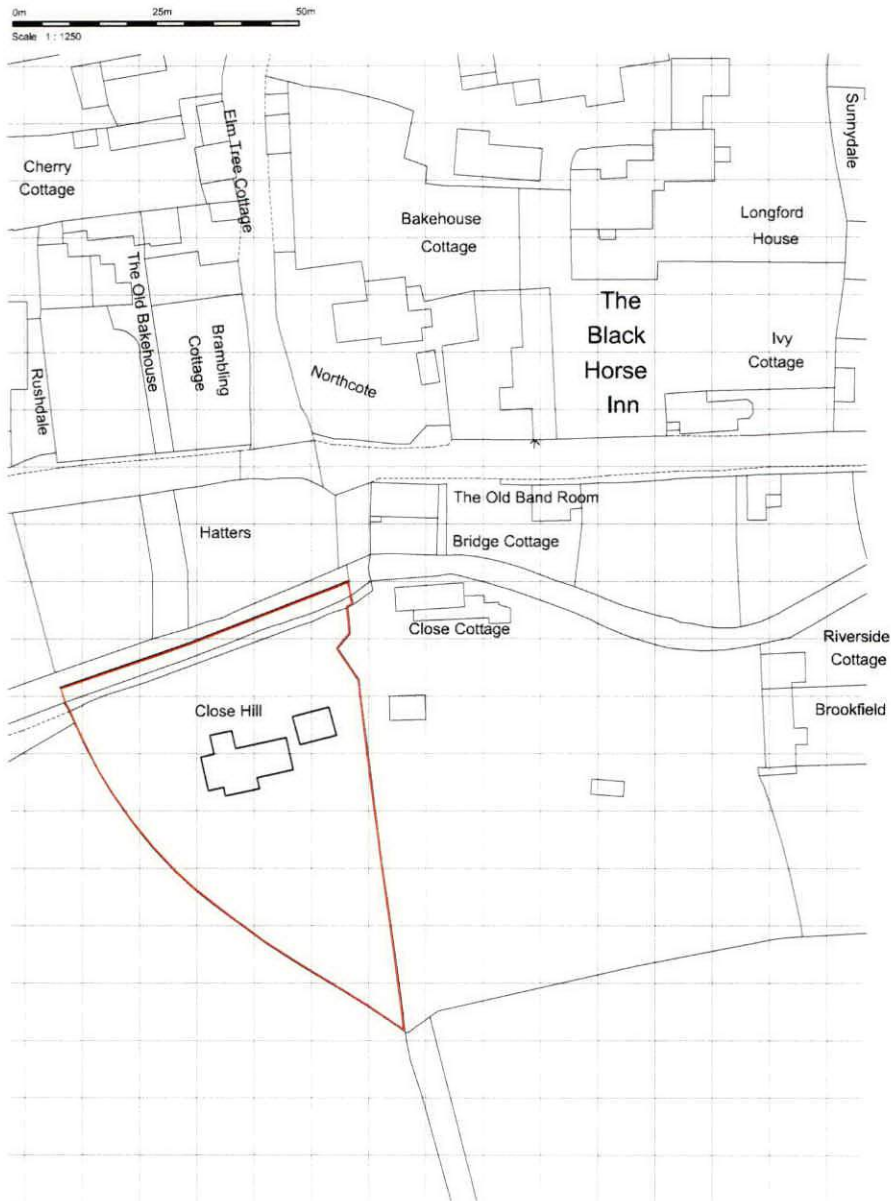 0m 25m 50m
Scale 1 : 1250
Cherry
Cottage
Elm Tree Cottage
Sunnydale
Bakehouse
Cottage
Longford
House
The Old Bakehouse
Brambling
Cottage
Rushdale
Northcote
The
Black
Horse
Inn
Ivy
Cottage
Hatters
The Old Band Room
Bridge Cottage
Close Cottage
Riverside
Cottage
Brookfield
Close Hill